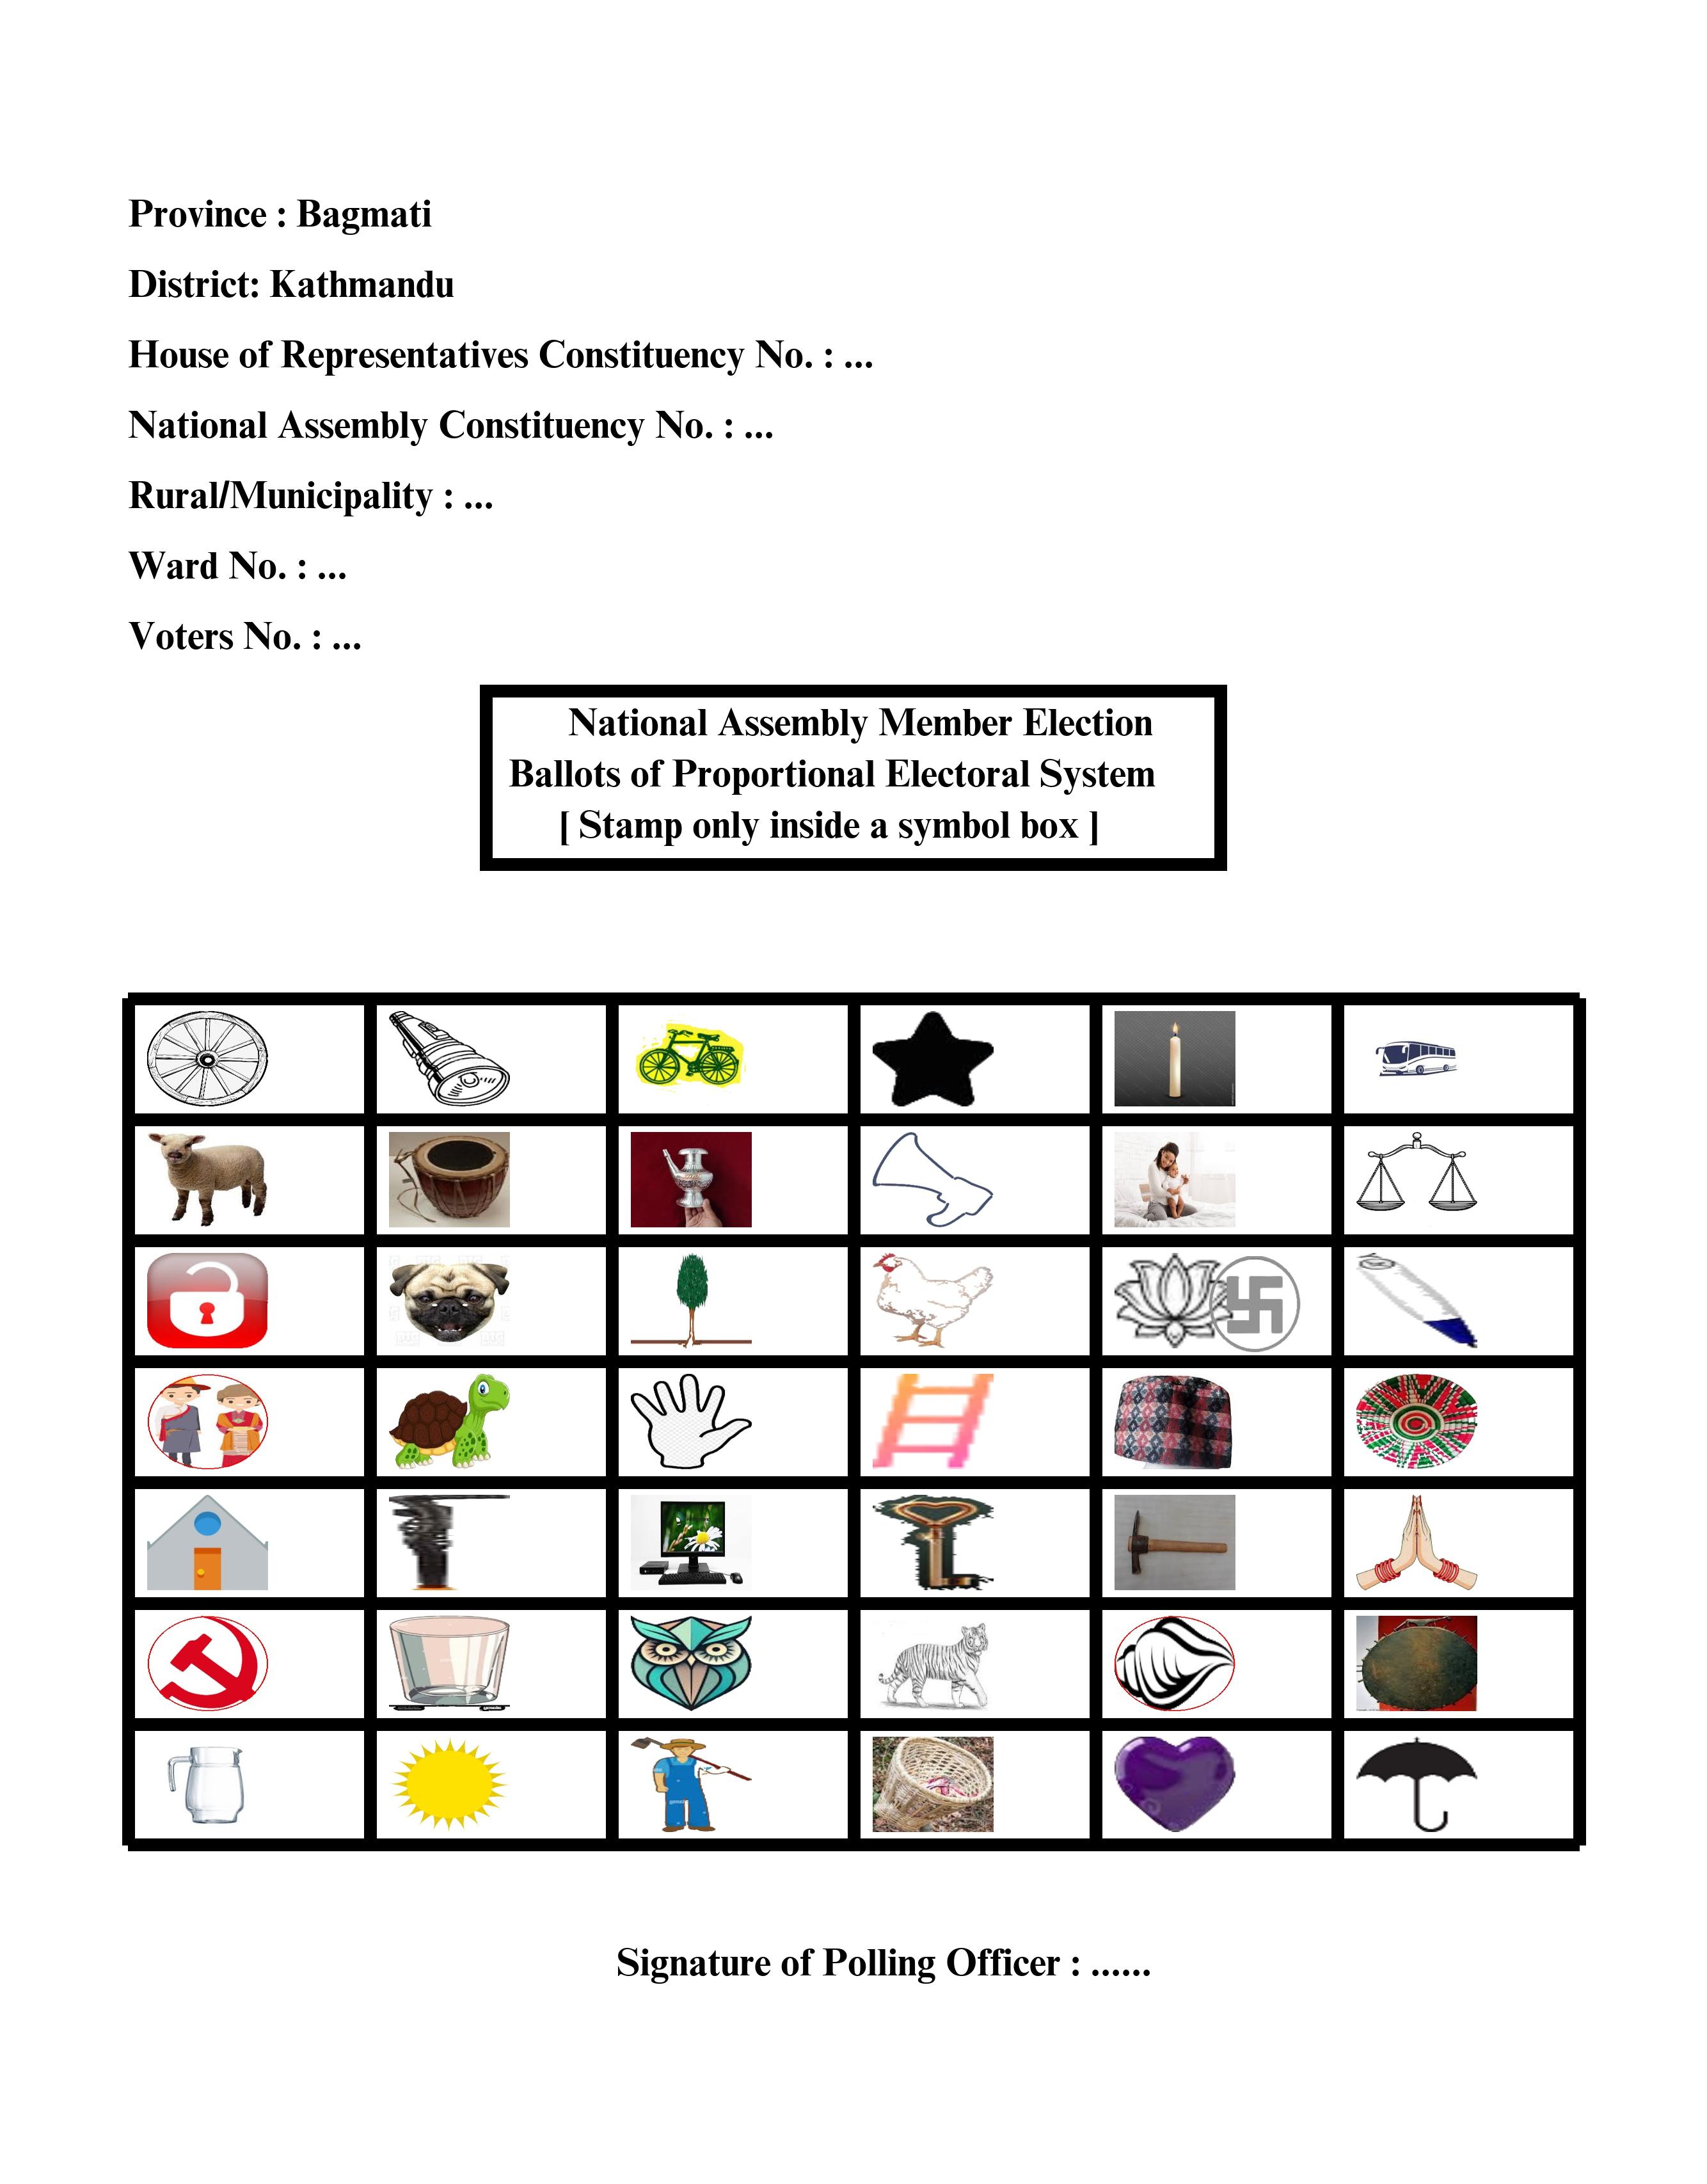 Province : Bagmati
District: Kathmandu
House of Representatives Constituency No. : ...
National Assembly Constituency No. : ...
Rural/Municipality : ...
Ward No. : ...
Voters No. : ...
National Assembly Member Election
Ballots of Proportional Electoral System
[ Stamp only inside a symbol box ]
Signature of Polling Officer : ......